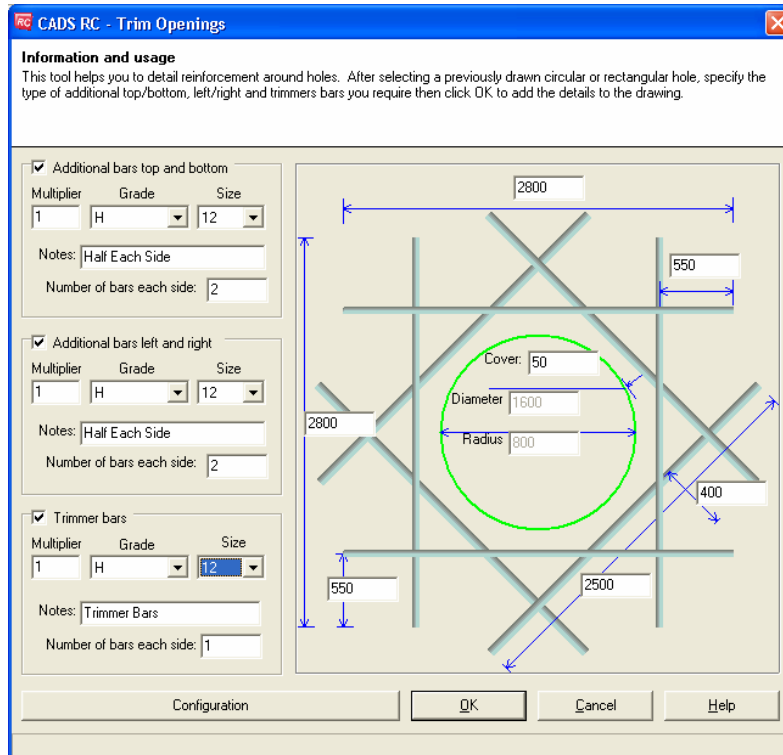 RC CADS RC - Trim Openings
Information and usage
This tool helps you to detail reinforcement around holes. After selecting a previously drawn circular or rectangular hole, specify the
type of additional top/bottom, left/right and trimmers bars you require then click OK to add the details to the drawing.
Additional bars top and bottom
Multiplier Grade Size
1 H 12
Notes: Half Each Side
Number of bars each side: 2
Additional bars left and right
Multiplier Grade Size
1 H 12
Notes: Half Each Side
Number of bars each side: 2
Trimmer bars
Multiplier Grade Size
1 H 12
Notes: Trimmer Bars
Number of bars each side: 1
2800
550
Cover: 50
Diameter 1600
2800
Radius 800
400
550
2500
Configuration OK Cancel Help